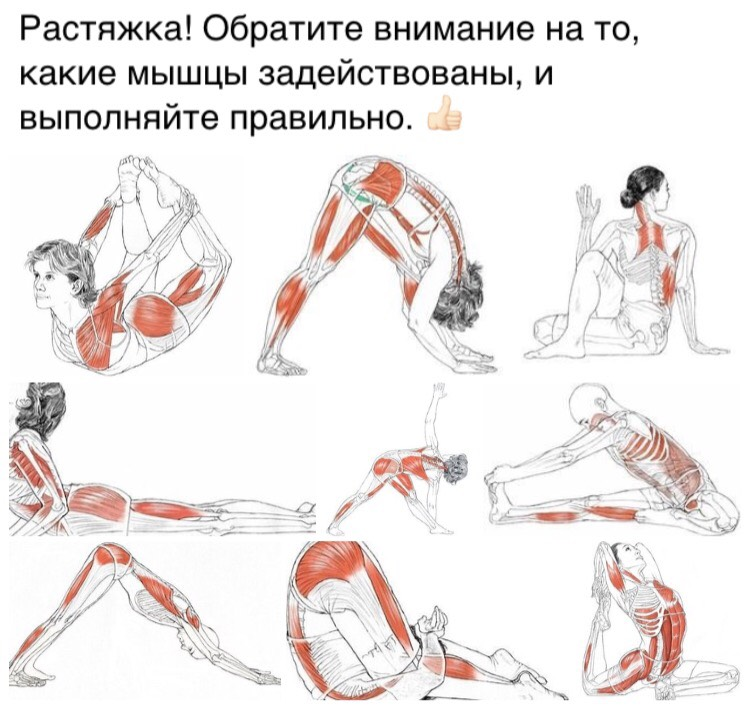 Растяжка! Обратите внимание на то,
какие мышцы задействованы, и
выполняйте правильно. 👍🏻